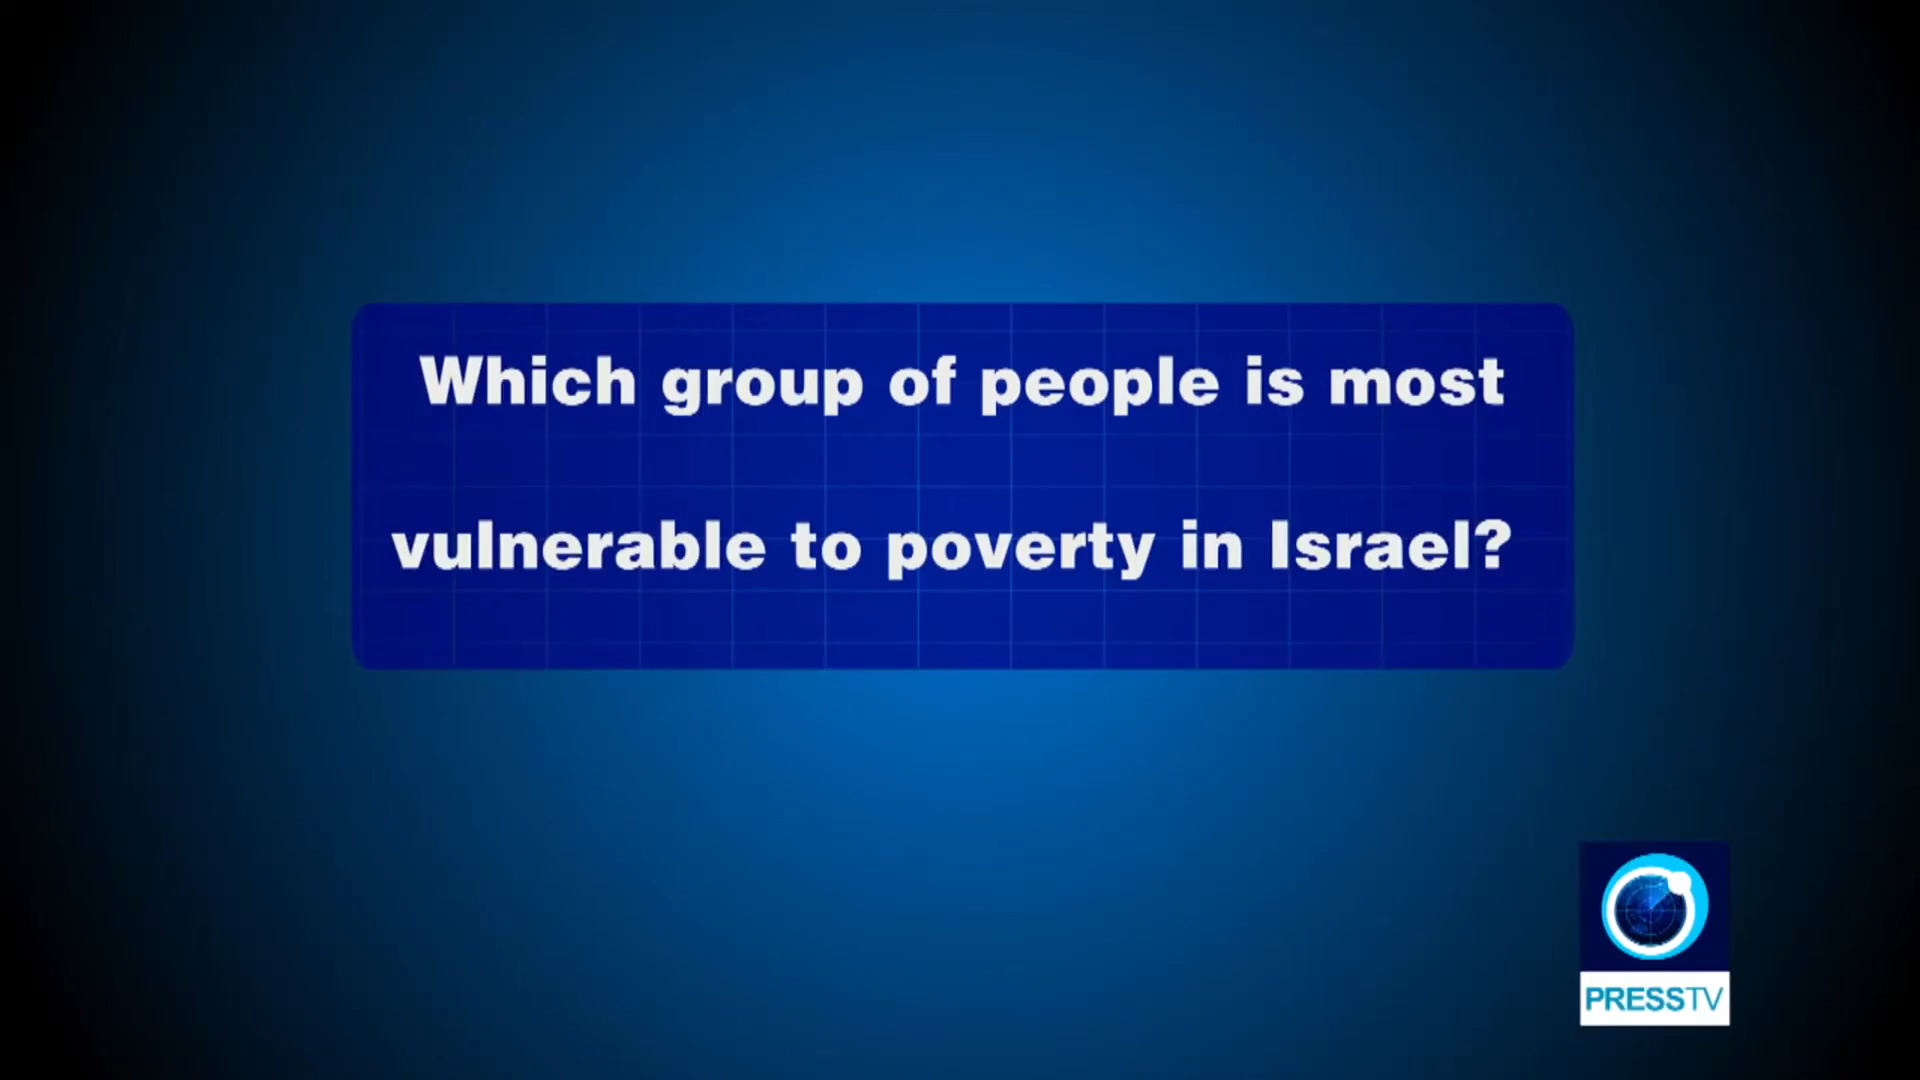 Which group of people is most
vulnerable to poverty in Israel?
PRESSTV